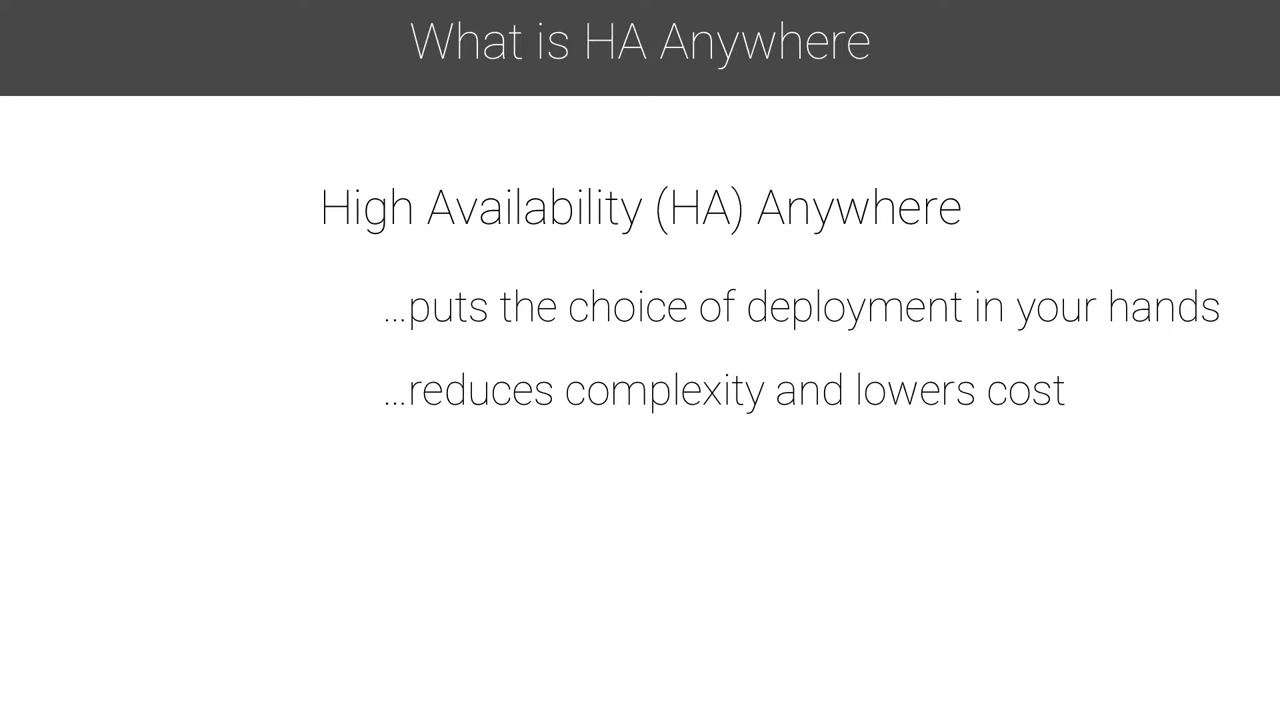 What is HA Anywhere
High Availability (HA) Anywhere
...puts the choice of deployment in your hands
...reduces complexity and lowers cost